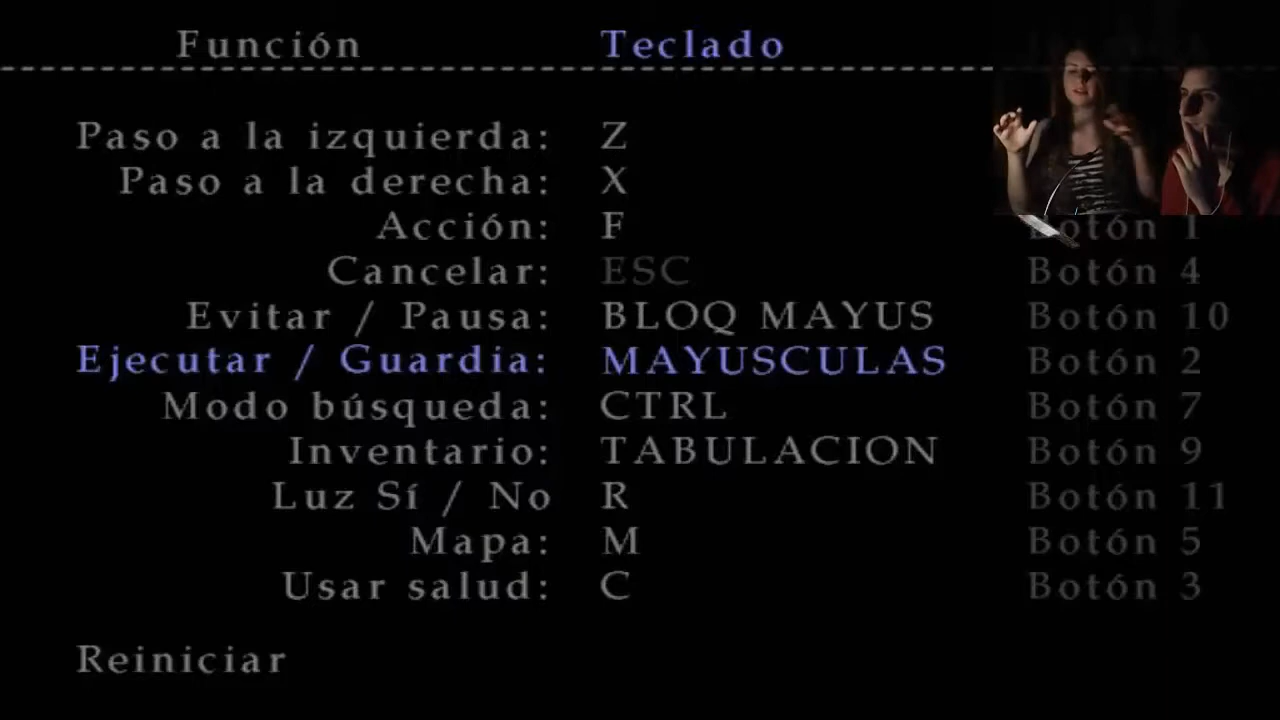 Función Teclado
Paso a la izquierda: Z
Paso a la derecha: X
Acción: F Botón 1
Cancelar: ESC Botón 4
Evitar / Pausa: BLOQ MAYUS Botón 10
Ejecutar / Guardia: MAYUSCULAS Botón 2
Modo búsqueda: CTRL Botón 7
Inventario: TABULACION Botón 9
Luz Sí / No R Botón 11
Mapa: M Botón 5
Usar salud: C Botón 3
Reiniciar